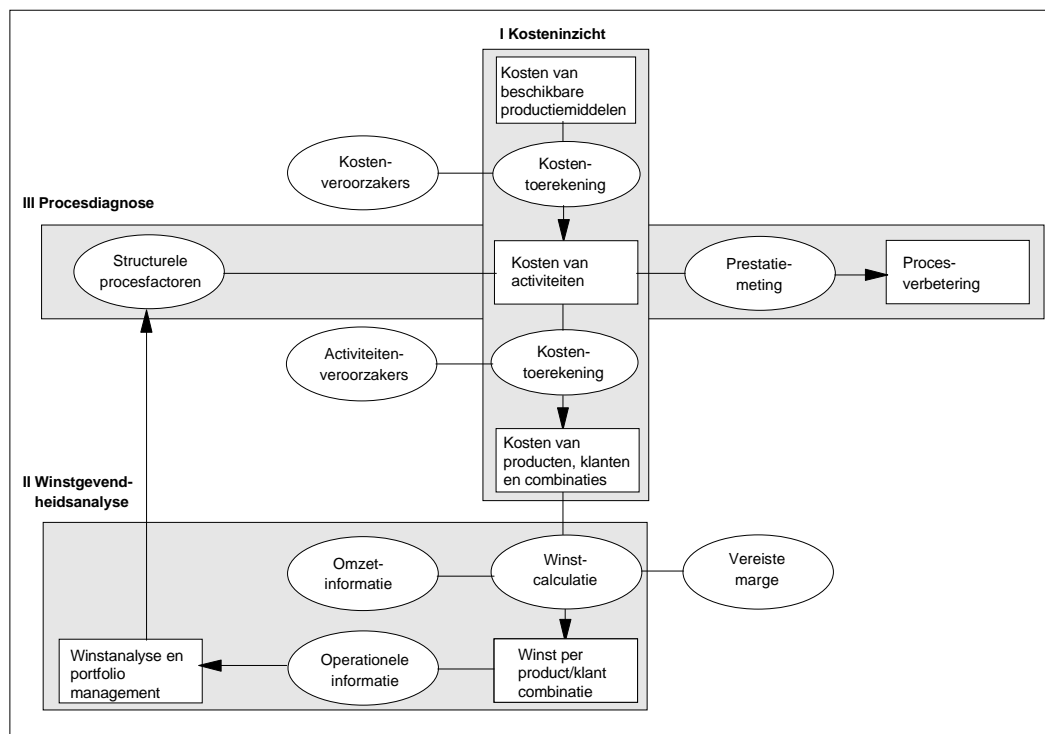 I Kosteninzicht
Kosten van
beschikbare
productiemiddelen
Kosten-
veroorzakers
Kosten-
toerekening
III Procesdiagnose
Structurele
procesfactoren
Kosten van
activiteiten
Prestatie-
meting
Proces-
verbetering
Activiteiten-
veroorzakers
Kosten-
toerekening
Kosten van
producten, klanten
en combinaties
II Winstgevend-
heidsanalyse
Omzet-
informatie
Winst-
calculatie
Vereiste
marge
Winstanalyse en
portfolio
management
Operationele
informatie
Winst per
product/klant
combinatie